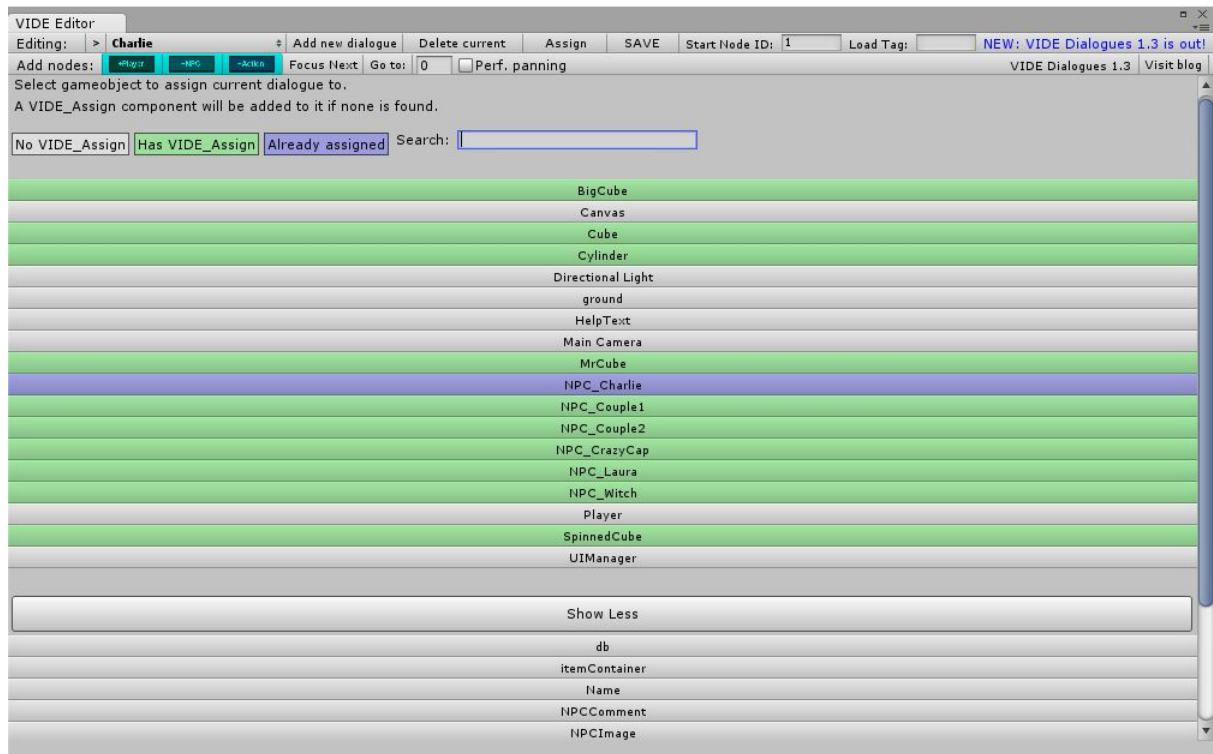 VIDE Editor
Editing: > Charlie Add new dialogue Delete current Assign SAVE Start Node ID: 1 Load Tag: NEW: VIDE Dialogues 1.3 is out!
Add nodes: +Player +NPC +Action Focus Next Go to: 0 Perf. panning VIDE Dialogues 1.3 Visit blog
Select gameobject to assign current dialogue to.
A VIDE_Assign component will be added to it if none is found.
No VIDE_Assign Has VIDE_Assign Already assigned Search:
BigCube
Canvas
Cube
Cylinder
Directional Light
ground
HelpText
Main Camera
MrCube
NPC_Charlie
NPC_Couple1
NPC_Couple2
NPC_CrazyCap
NPC_Laura
NPC_Witch
Player
SpinnedCube
UIManager
Show Less
db
itemContainer
Name
NPCComment
NPCImage